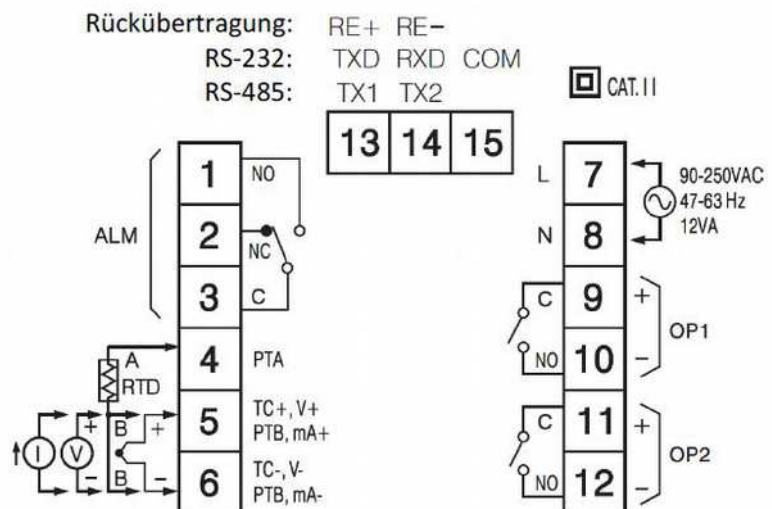 Rückübertragung: RE+ RE−
RS-232: TXD RXD COM
RS-485: TX1 TX2
CAT.II
13 14 15
ALM
1 NO
2 NC
3 C
4 PTA
A
RTD
5 TC+, V+
PTB, mA+
6 TC-, V-
PTB, mA-
I V + − B B + −
L 7
N 8
90-250VAC
47-63 Hz
12VA
C 9 +
NO 10 −
OP1
C 11 +
NO 12 −
OP2